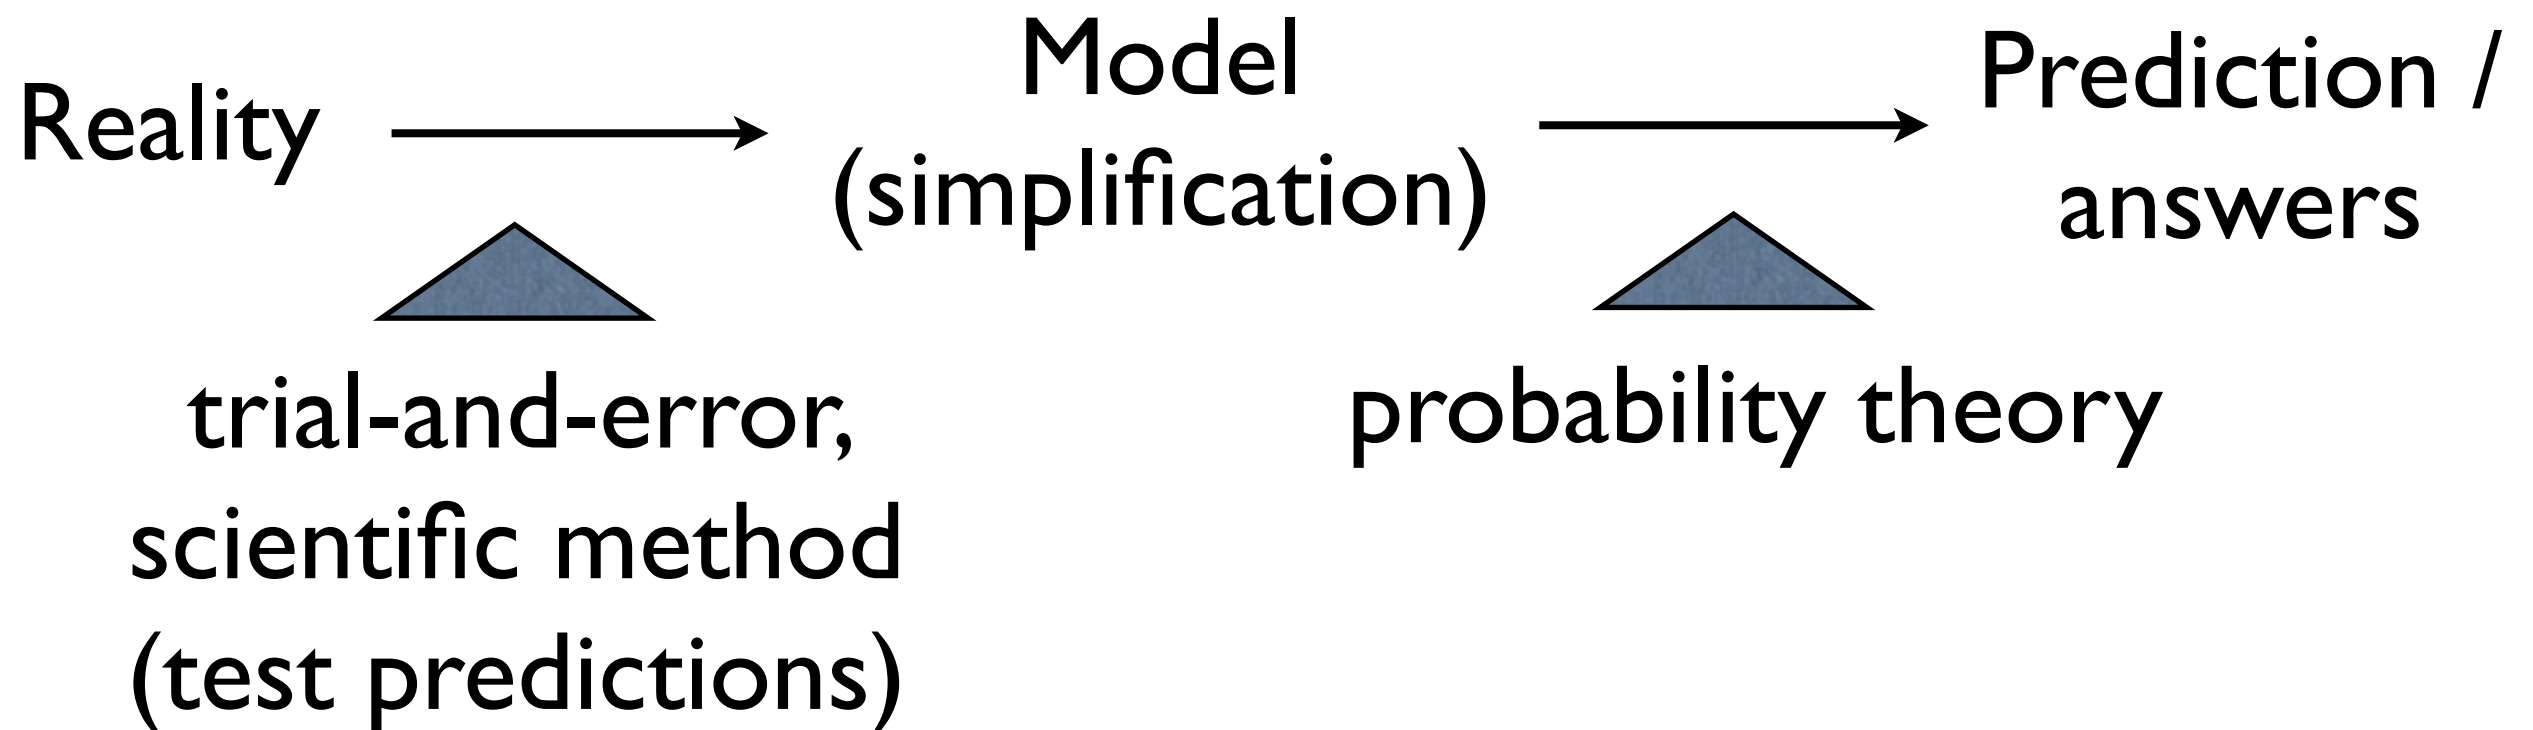 Reality
Model
(simplification)
Prediction /
answers
trial-and-error,
scientific method
(test predictions)
probability theory